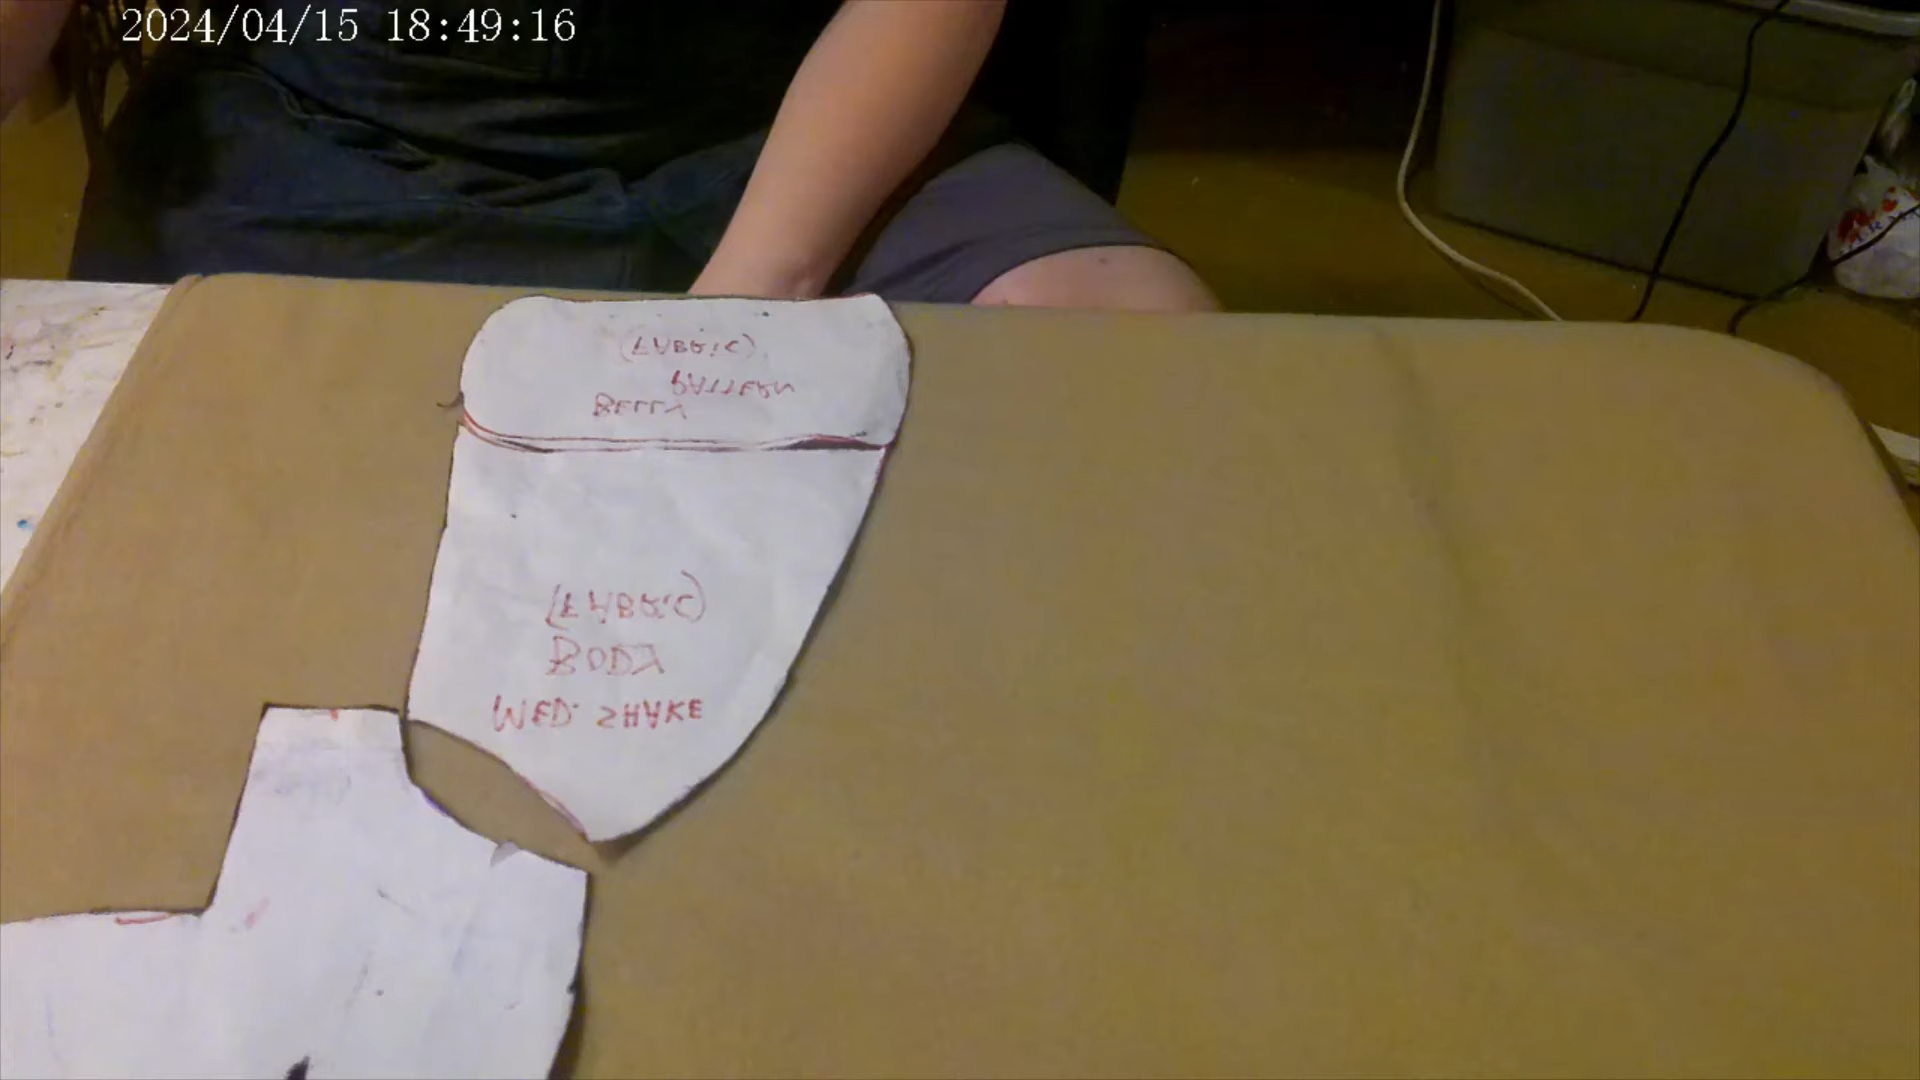 2024/04/15 18:49:16
BELLY
PATTERN
(FABRIC)
MED. SNAKE
BODY
(FABRIC)